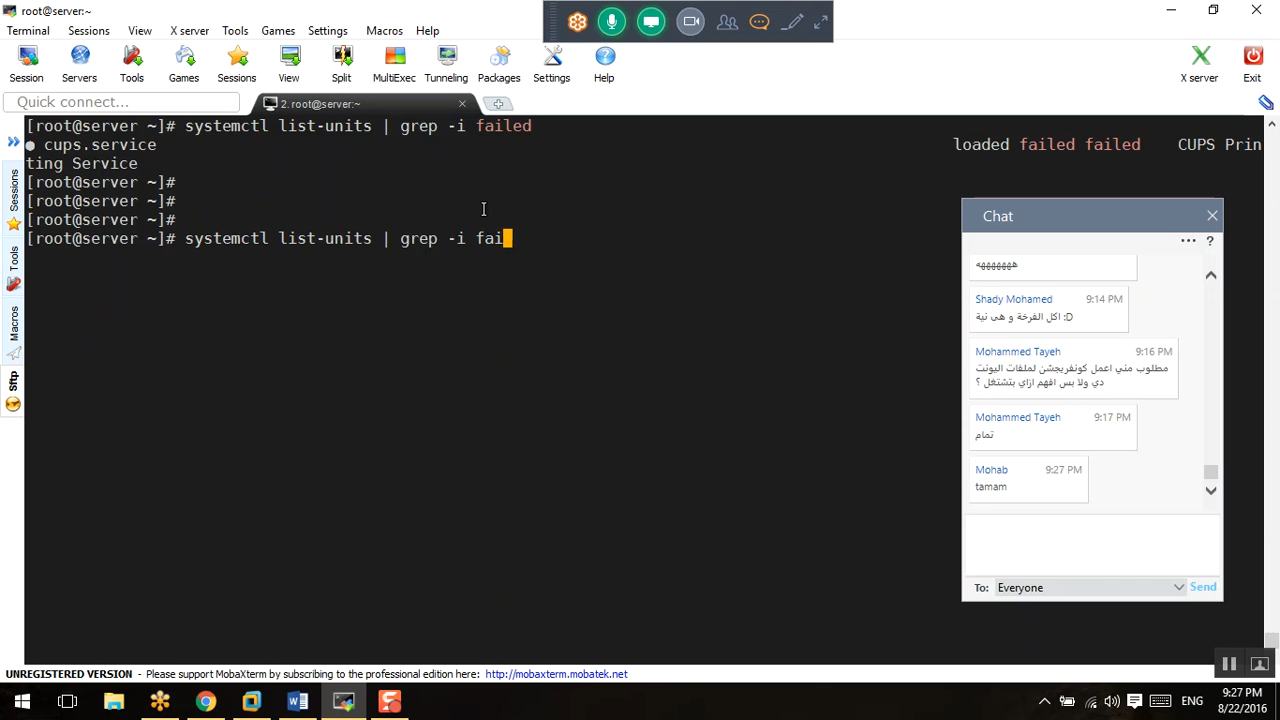 root@server:~
Terminal Sessions View X server Tools Games Settings Macros Help
Session Servers Tools Games Sessions View Split MultiExec Tunneling Packages Settings Help X server Exit
Quick connect...
2. root@server:~
[root@server ~]# systemctl list-units | grep -i failed
● cups.service loaded failed failed CUPS Prin
ting Service
[root@server ~]#
[root@server ~]#
[root@server ~]#
[root@server ~]# systemctl list-units | grep -i fai
Sessions
Tools
Macros
Sftp
Chat
?
Shady Mohamed 9:14 PM
اكل الفرخة و هى نية :D
Mohammed Tayeh 9:16 PM
مطلوب مني اعمل كونفريجشن لملفات اليونت
دي ولا بس افهم ازاي بتشتغل ؟
Mohammed Tayeh 9:17 PM
تمام
Mohab 9:27 PM
tamam
To: Everyone Send
UNREGISTERED VERSION - Please support MobaXterm by subscribing to the professional edition here: http://mobaxterm.mobatek.net
ENG
9:27 PM
8/22/2016